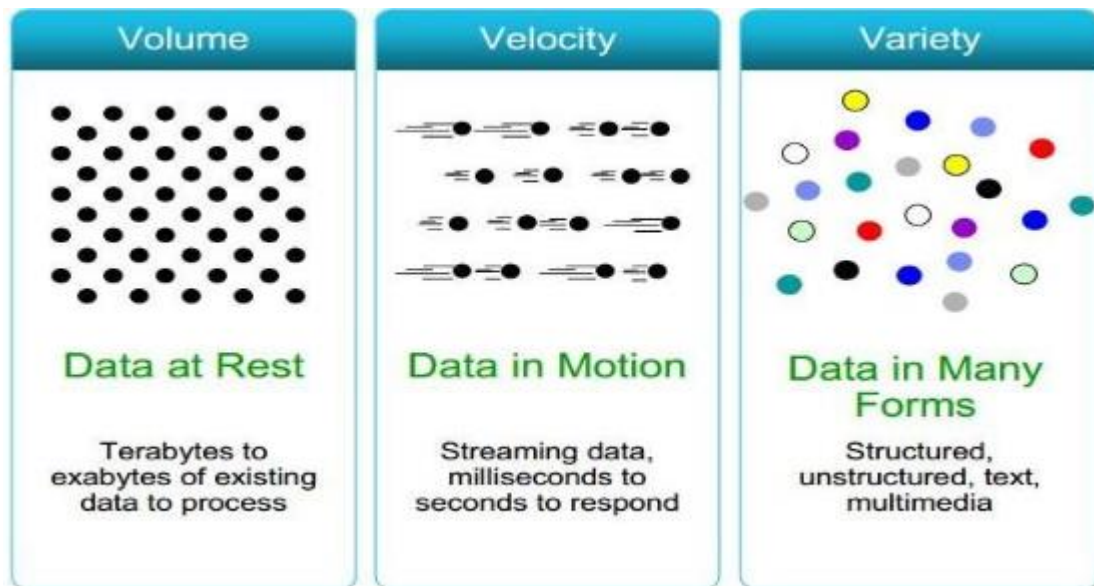 Volume
Data at Rest
Terabytes to
exabytes of existing
data to process
Velocity
Data in Motion
Streaming data,
milliseconds to
seconds to respond
Variety
Data in Many
Forms
Structured,
unstructured, text,
multimedia